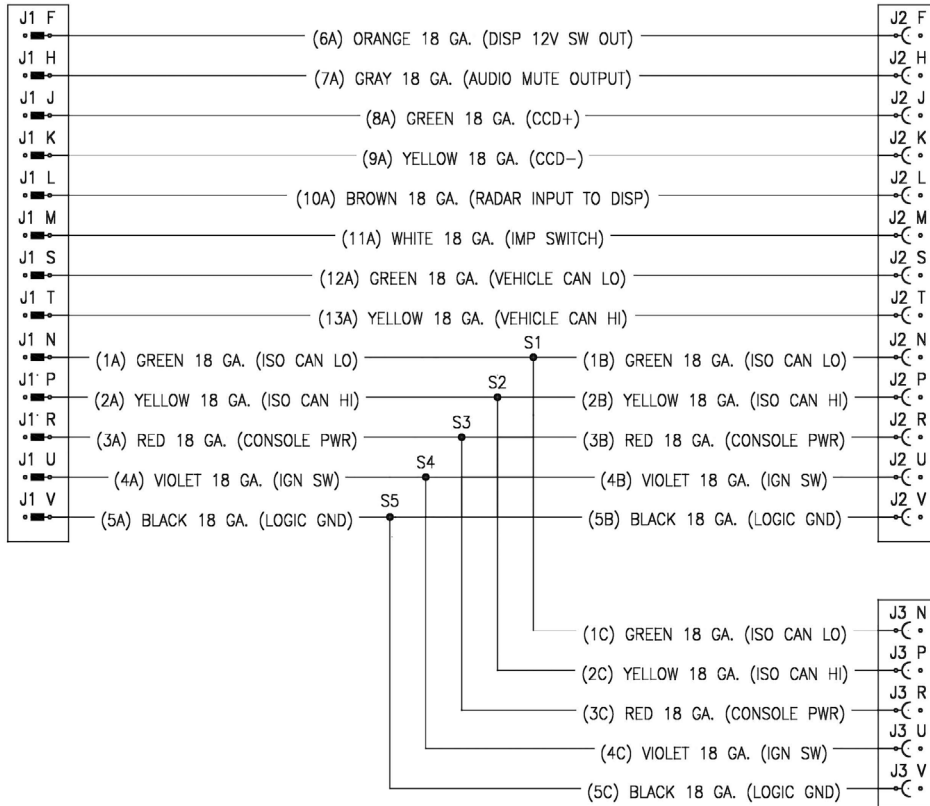 J1 F
J2 F
(6A) ORANGE 18 GA. (DISP 12V SW OUT)
J1 H
J2 H
(7A) GRAY 18 GA. (AUDIO MUTE OUTPUT)
J1 J
J2 J
(8A) GREEN 18 GA. (CCD+)
J1 K
J2 K
(9A) YELLOW 18 GA. (CCD-)
J1 L
J2 L
(10A) BROWN 18 GA. (RADAR INPUT TO DISP)
J1 M
J2 M
(11A) WHITE 18 GA. (IMP SWITCH)
J1 S
J2 S
(12A) GREEN 18 GA. (VEHICLE CAN LO)
J1 T
J2 T
(13A) YELLOW 18 GA. (VEHICLE CAN HI)
J1 N
S1
J2 N
(1A) GREEN 18 GA. (ISO CAN LO)
(1B) GREEN 18 GA. (ISO CAN LO)
J1 P
S2
J2 P
(2A) YELLOW 18 GA. (ISO CAN HI)
(2B) YELLOW 18 GA. (ISO CAN HI)
J1 R
S3
J2 R
(3A) RED 18 GA. (CONSOLE PWR)
(3B) RED 18 GA. (CONSOLE PWR)
J1 U
S4
J2 U
(4A) VIOLET 18 GA. (IGN SW)
(4B) VIOLET 18 GA. (IGN SW)
J1 V
S5
J2 V
(5A) BLACK 18 GA. (LOGIC GND)
(5B) BLACK 18 GA. (LOGIC GND)
J3 N
(1C) GREEN 18 GA. (ISO CAN LO)
J3 P
(2C) YELLOW 18 GA. (ISO CAN HI)
J3 R
(3C) RED 18 GA. (CONSOLE PWR)
J3 U
(4C) VIOLET 18 GA. (IGN SW)
J3 V
(5C) BLACK 18 GA. (LOGIC GND)